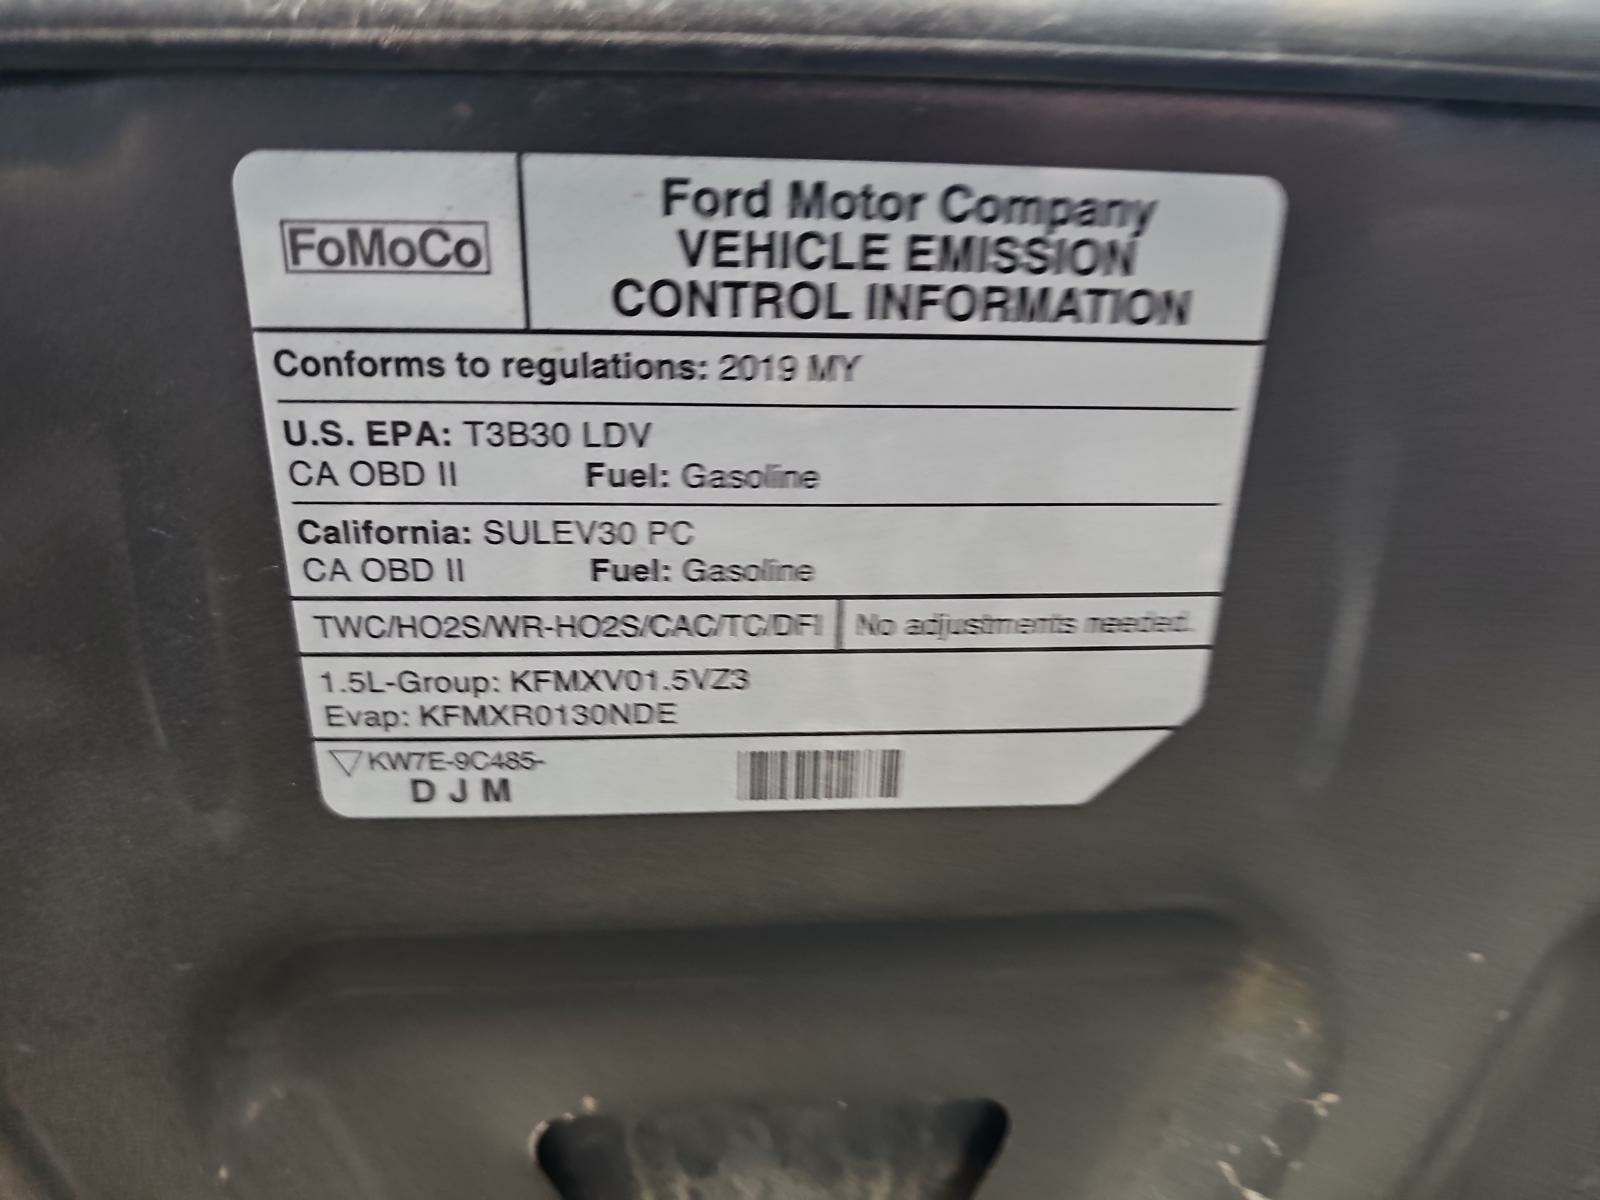 FoMoCo
Ford Motor Company
VEHICLE EMISSION
CONTROL INFORMATION
Conforms to regulations: 2019 MY
U.S. EPA: T3B30 LDV
CA OBD II Fuel: Gasoline
California: SULEV30 PC
CA OBD II Fuel: Gasoline
TWC/HO2S/WR-HO2S/CAC/TC/DFI No adjustments needed.
1.5L-Group: KFMXV01.5VZ3
Evap: KFMXR0130NDE
KW7E-9C485-
D J M